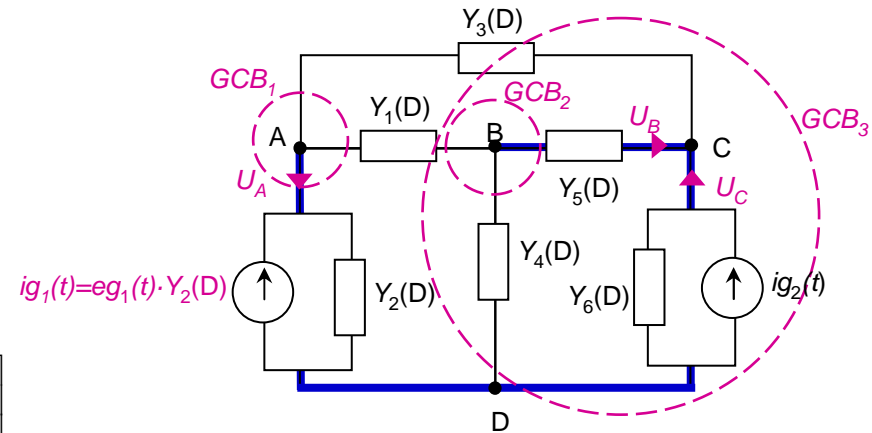 Y3(D)
GCB1
GCB2
GCB3
Y1(D)
A
B
UB
C
UA
Y5(D)
UC
Y4(D)
ig1(t)=eg1(t)·Y2(D)
Y2(D)
Y6(D)
ig2(t)
D